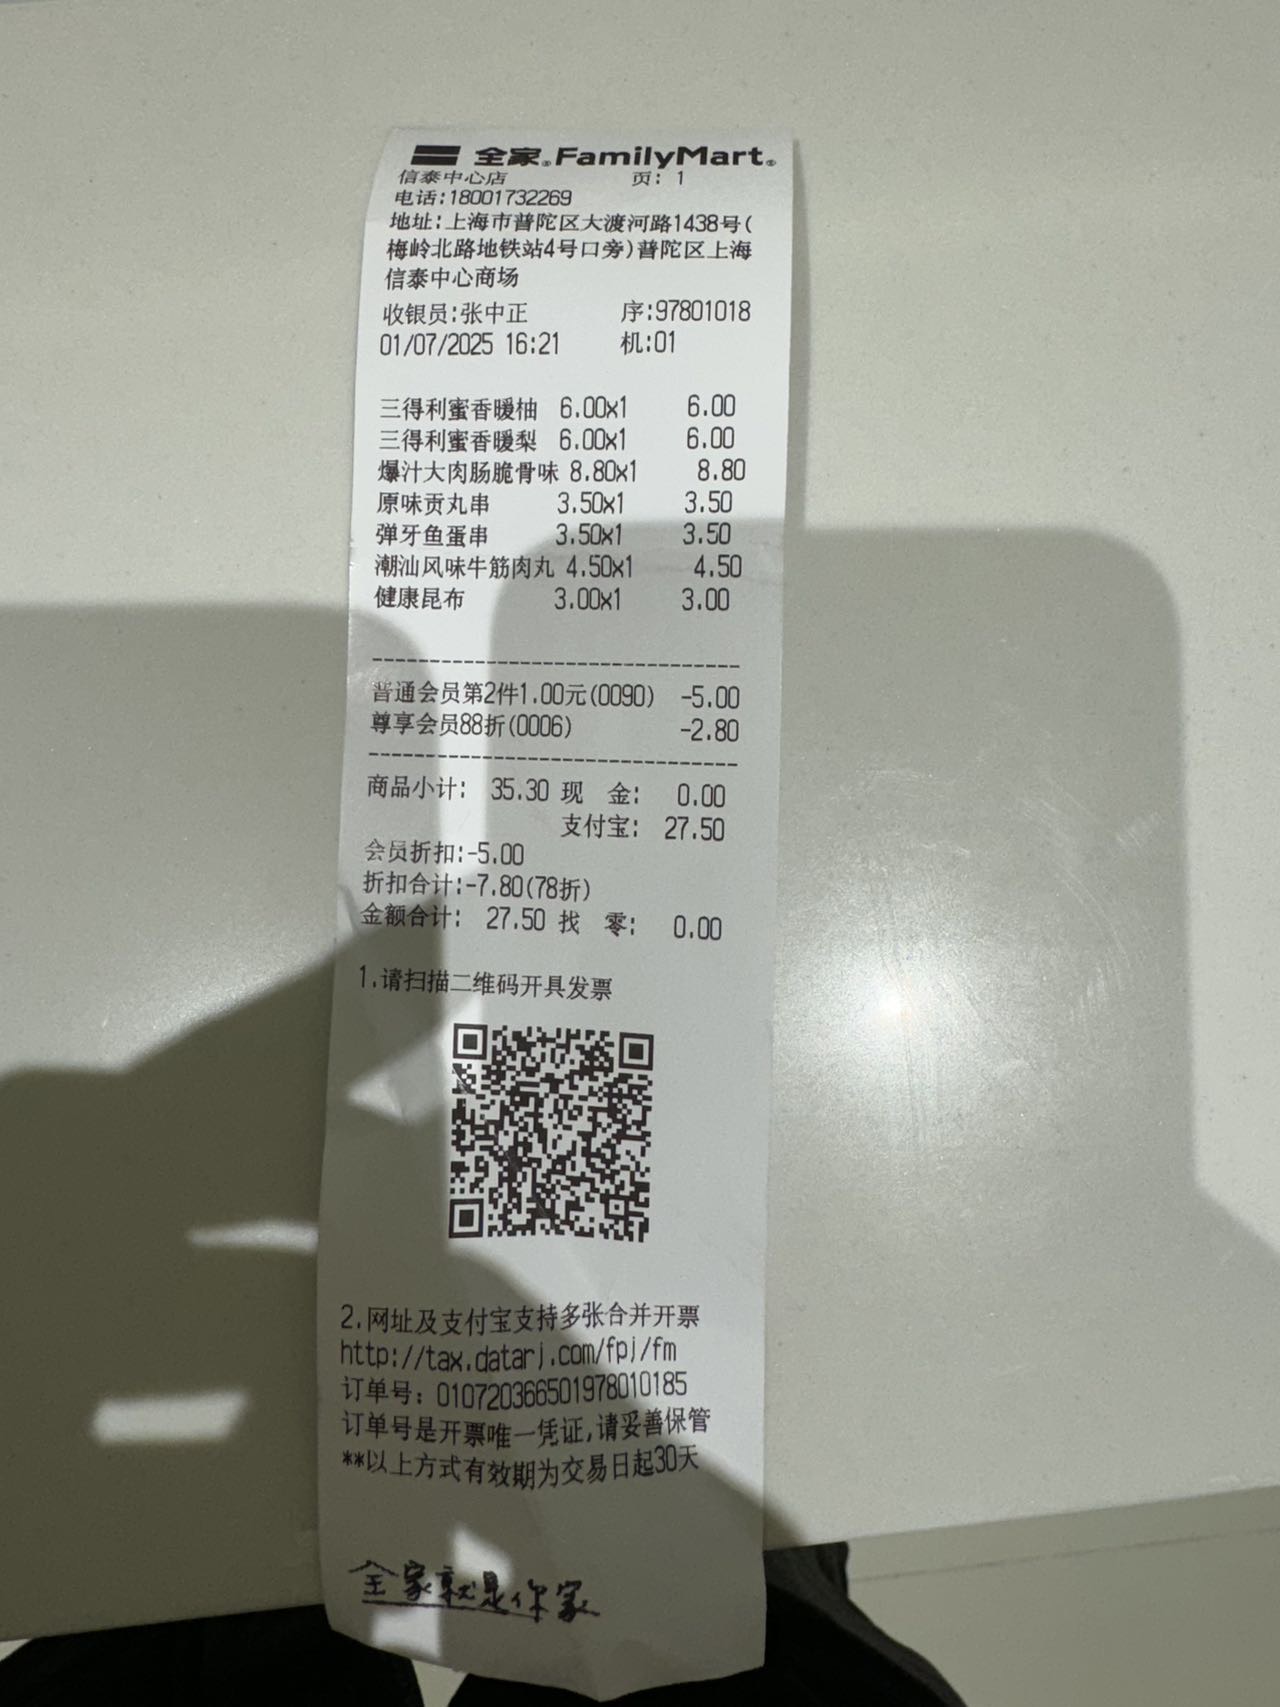 全家®FamilyMart®
信泰中心店 页: 1
电话:18001732269
地址:上海市普陀区大渡河路1438号(
梅岭北路地铁站4号口旁)普陀区上海
信泰中心商场
收银员:张中正 序:97801018
01/07/2025 16:21 机:01
三得利蜜香暖柚 6.00x1 6.00
三得利蜜香暖梨 6.00x1 6.00
爆汁大肉肠脆骨味 8.80x1 8.80
原味贡丸串 3.50x1 3.50
弹牙鱼蛋串 3.50x1 3.50
潮汕风味牛筋肉丸 4.50x1 4.50
健康昆布 3.00x1 3.00
--------------------------------
普通会员第2件1.00元(0090) -5.00
尊享会员88折(0006) -2.80
--------------------------------
商品小计: 35.30 现 金: 0.00
支付宝: 27.50
会员折扣:-5.00
折扣合计:-7.80(78折)
金额合计: 27.50 找 零: 0.00
1.请扫描二维码开具发票
2.网址及支付宝支持多张合并开票
http://tax.datarj.com/fpj/fm
订单号: 010720366501978010185
订单号是开票唯一凭证,请妥善保管
**以上方式有效期为交易日起30天
全家就是你家